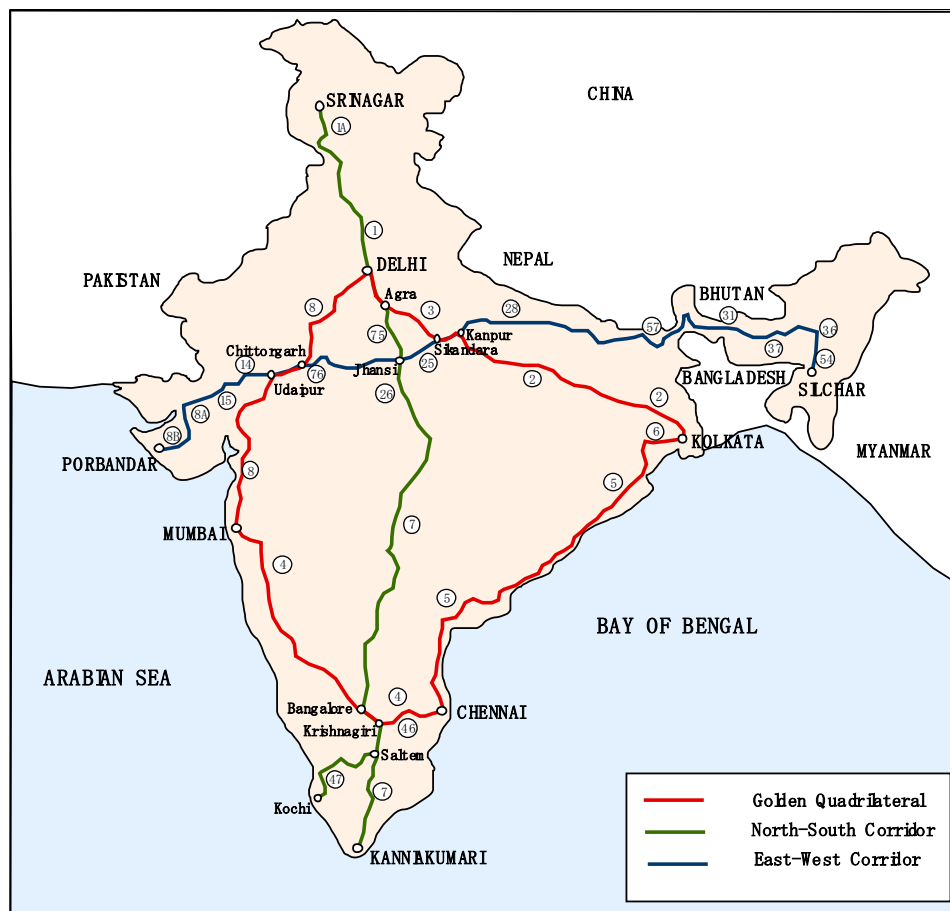 CHINA
SRINAGAR
1A
1
DELHI
NEPAL
PAKISTAN
Agra
8
3
28
BHUTAN
31
57
36
75
Kanpur
Sikandara
37
Chittorgarh
14
76
Jhansi
25
54
BANGLADESH
2
SILCHAR
Udaipur
15
26
2
8A
8B
6
KOLKATA
MYANMAR
PORBANDAR
8
5
MUMBAI
7
4
5
BAY OF BENGAL
ARABIAN SEA
4
Bangalore
CHENNAI
Krishnagiri
46
Saltem
47
7
Kochi
KANNIAKUMARI
Golden Quadrilateral
North-South Corridor
East-West Corrildor